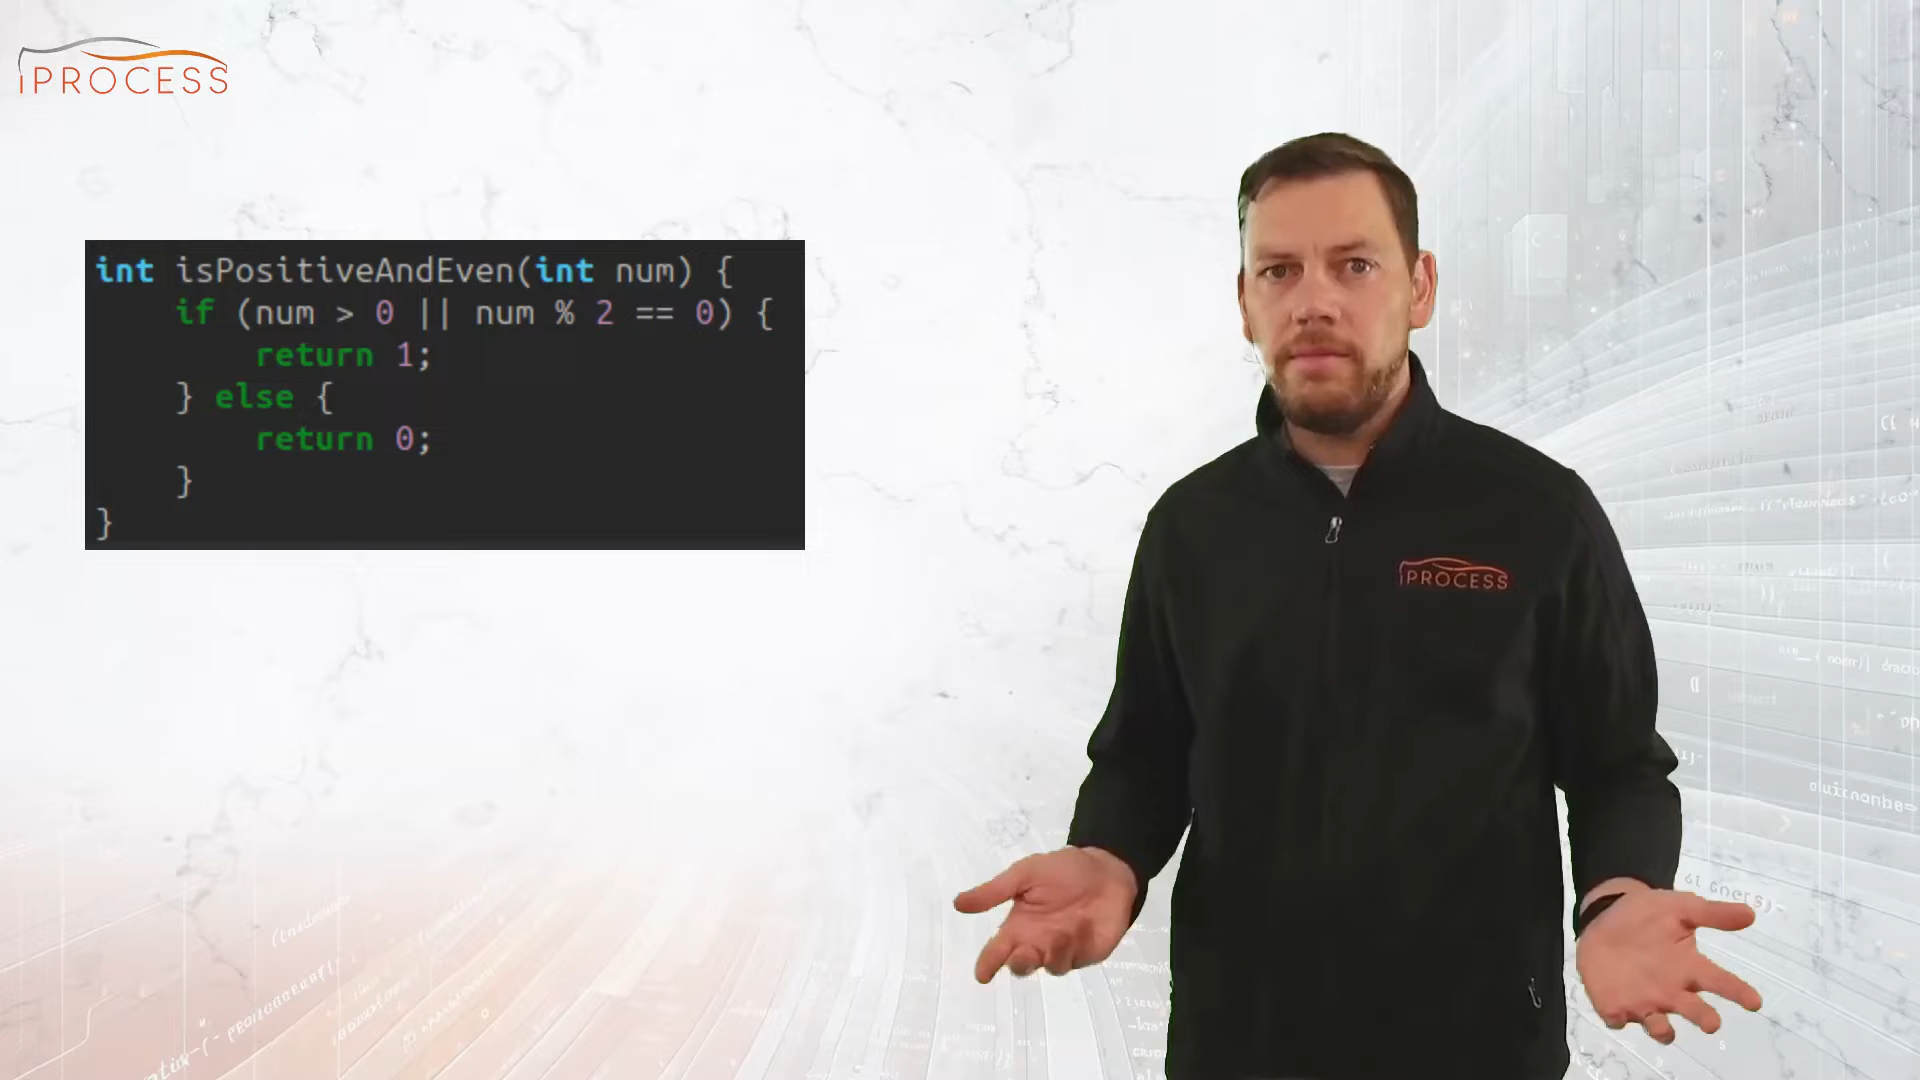 iPROCESS
int isPositiveAndEven(int num) {
if (num > 0 || num % 2 == 0) {
return 1;
} else {
return 0;
}
}
iPROCESS